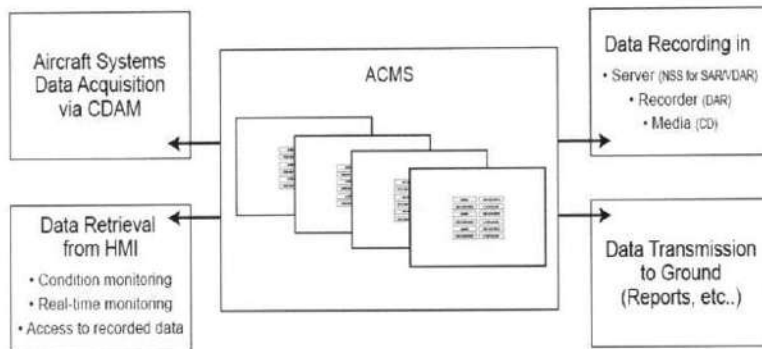 Aircraft Systems
Data Acquisition
via CDAM
ACMS
Data Recording in
• Server (NSS for SAR/VDAR)
• Recorder (DAR)
• Media (CD)
Data Retrieval
from HMI
• Condition monitoring
• Real-time monitoring
• Access to recorded data
Data Transmission
to Ground
(Reports, etc..)